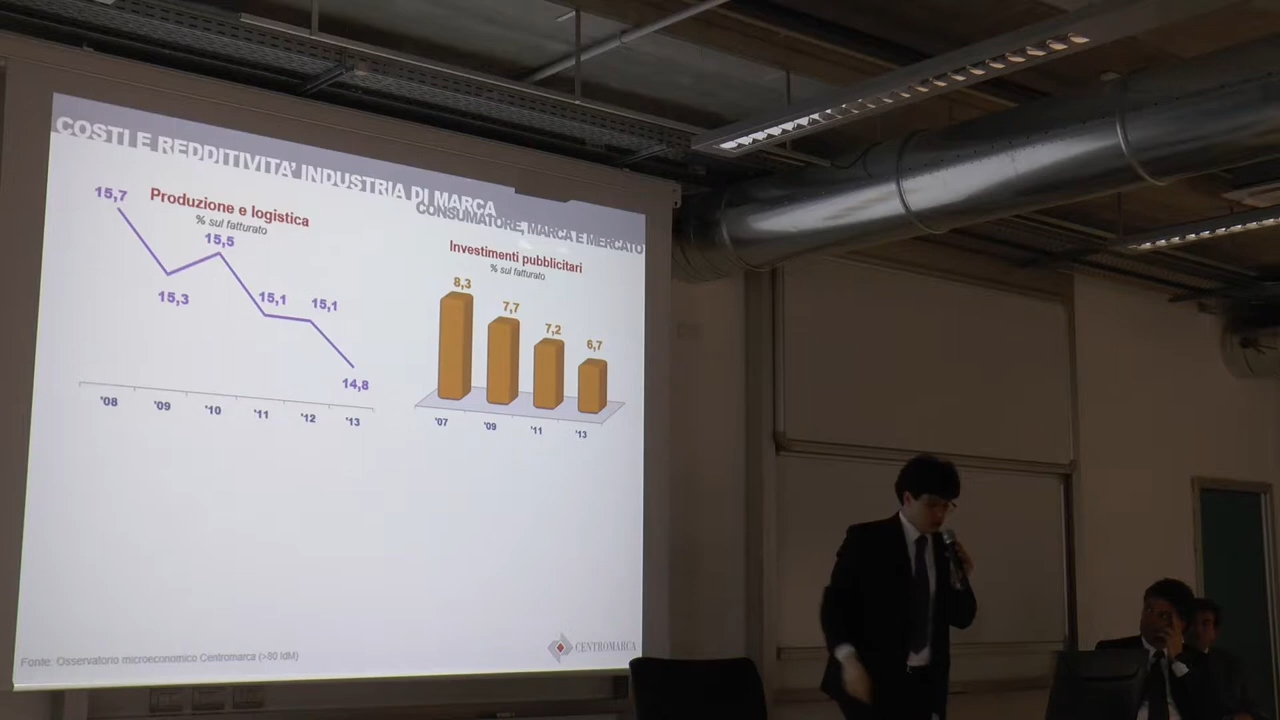 COSTI E REDDITIVITA' INDUSTRIA DI MARCA
CONSUMATORE, MARCA E MERCATO
Produzione e logistica
% sul fatturato
15,7
15,3
15,5
15,1
15,1
14,8
'08
'09
'10
'11
'12
'13
Investimenti pubblicitari
% sul fatturato
8,3
7,7
7,2
6,7
'07
'09
'11
'13
Fonte: Osservatorio microeconomico Centromarca (>80 IdM)
CENTROMARCA